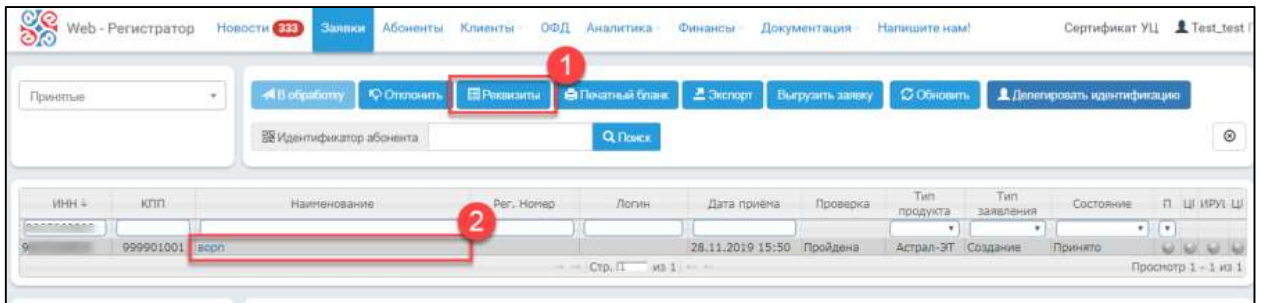 Web - Регистратор Новости 333 Заявки Абоненты Клиенты ОФД Аналитика Финансы Документация Напишите нам! Сертификат УЦ Test_test
1
Принятые В обработку Отклонить Реквизиты Печатный бланк Экспорт Выгрузить заявку Обновить Делегировать идентификацию
Идентификатор абонента Поиск
ИНН КПП Наименование Рег. Номер Логин Дата приёма Проверка Тип продукта Тип заявления Состояние П ЦІ ИРУІ ЦІ
2
9 999901001 ворп 28.11.2019 15:50 Пройдена Астрал-ЭТ Создание Принято
Стр. 1 из 1 Просмотр 1 - 1 из 1